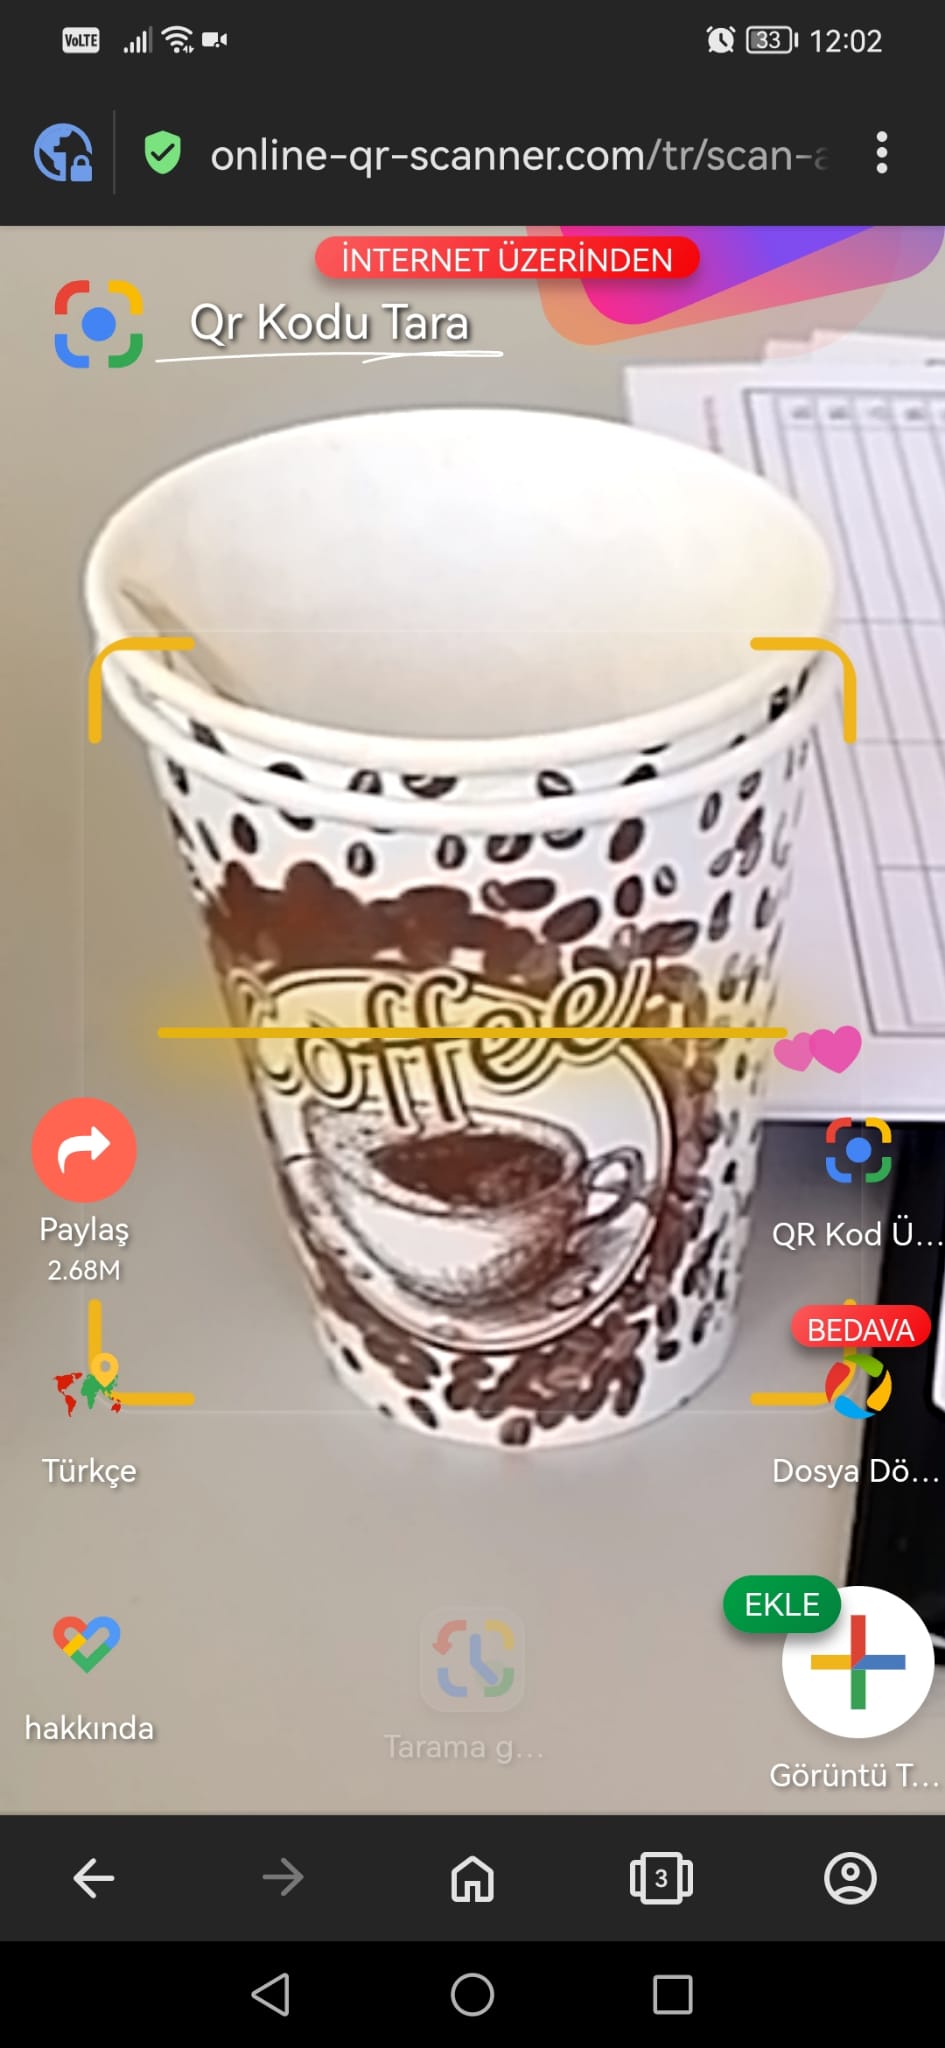 VoLTE
33 12:02
online-qr-scanner.com/tr/scan-
İNTERNET ÜZERİNDEN
Qr Kodu Tara
Coffee
Paylaş
2.68M
QR Kod Ü...
BEDAVA
Türkçe
Dosya Dö...
EKLE
hakkında
Tarama g...
Görüntü T...
3